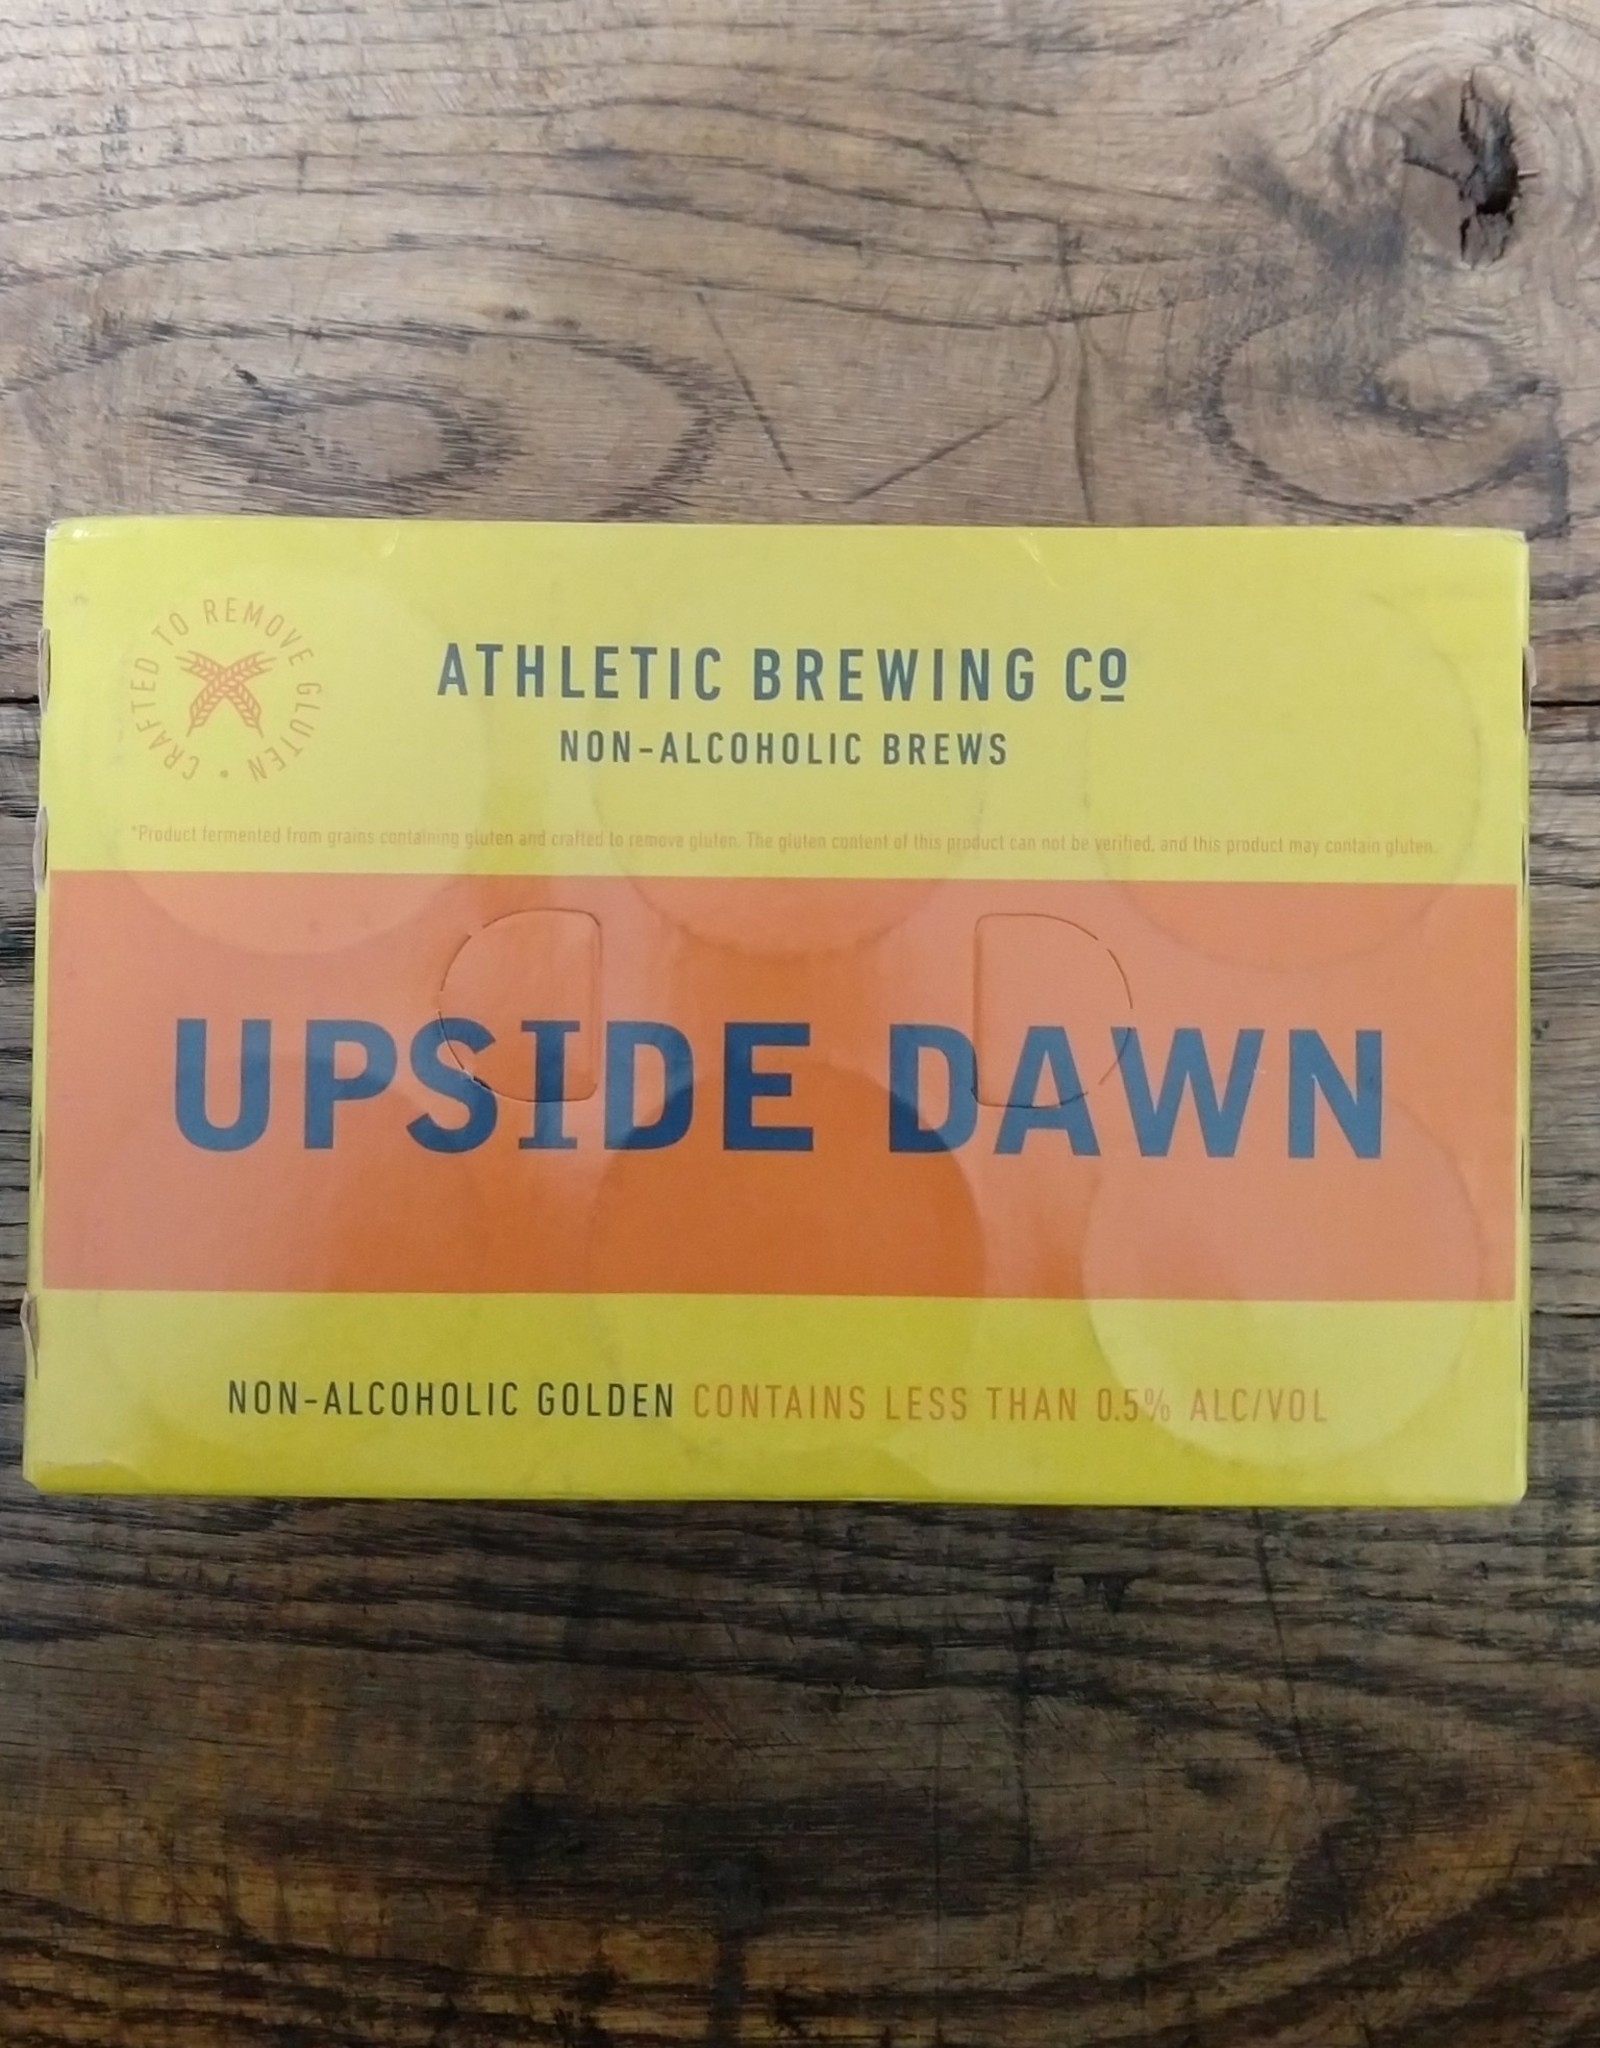 CRAFTED TO REMOVE GLUTEN •
ATHLETIC BREWING Cº
NON-ALCOHOLIC BREWS
*Product fermented from grains containing gluten and crafted to remove gluten. The gluten content of this product can not be verified, and this product may contain gluten.
UPSIDE DAWN
NON-ALCOHOLIC GOLDEN CONTAINS LESS THAN 0.5% ALC/VOL